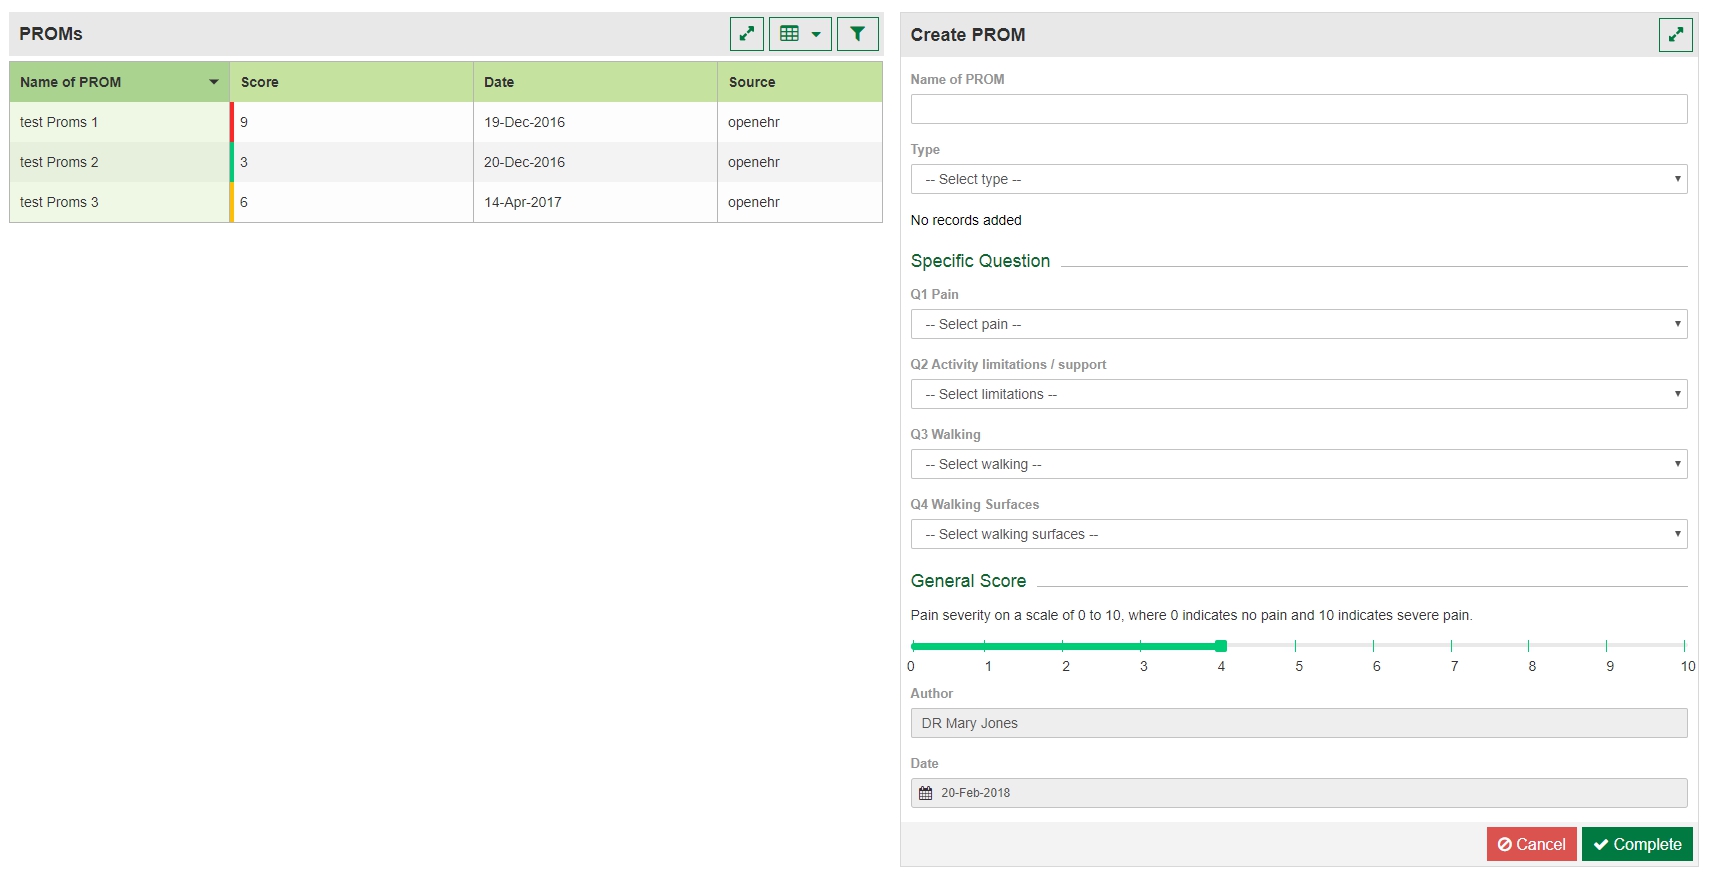 PROMs
Name of PROM Score Date Source
test Proms 1 9 19-Dec-2016 openehr
test Proms 2 3 20-Dec-2016 openehr
test Proms 3 6 14-Apr-2017 openehr
Create PROM
Name of PROM
Type
-- Select type --
No records added
Specific Question
Q1 Pain
-- Select pain --
Q2 Activity limitations / support
-- Select limitations --
Q3 Walking
-- Select walking --
Q4 Walking Surfaces
-- Select walking surfaces --
General Score
Pain severity on a scale of 0 to 10, where 0 indicates no pain and 10 indicates severe pain.
0 1 2 3 4 5 6 7 8 9 10
Author
DR Mary Jones
Date
20-Feb-2018
Cancel Complete